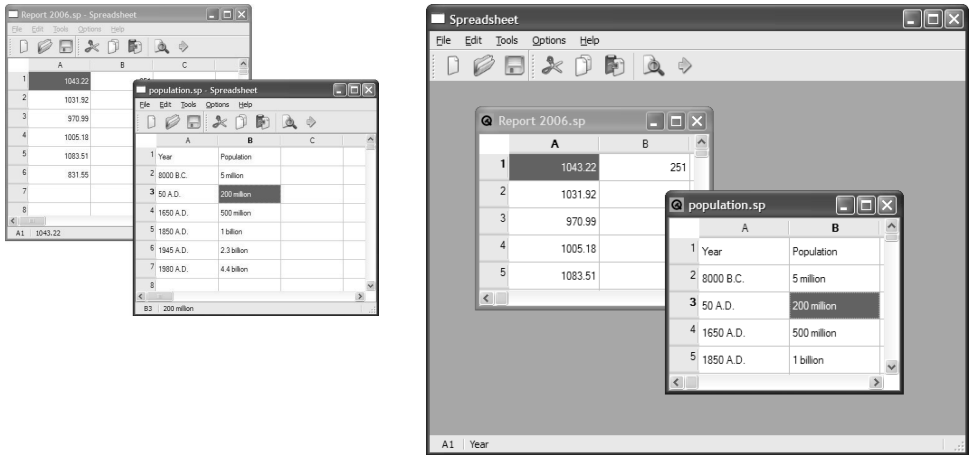 Report 2006.sp - Spreadsheet
File Edit Tools Options Help
A B C
1 1043.22
2 1031.92
3 970.99
4 1005.18
5 1083.51
6 831.55
7
8
A1 1043.22
population.sp - Spreadsheet
File Edit Tools Options Help
A B C
1 Year Population
2 8000 B.C. 5 million
3 50 A.D. 200 million
4 1650 A.D. 500 million
5 1850 A.D. 1 billion
6 1945 A.D. 2.3 billion
7 1980 A.D. 4.4 billion
8
B3 200 million
Spreadsheet
File Edit Tools Options Help
Report 2006.sp
A B
1 1043.22 251
2 1031.92
3 970.99
4 1005.18
5 1083.51
population.sp
A B
1 Year Population
2 8000 B.C. 5 million
3 50 A.D. 200 million
4 1650 A.D. 500 million
5 1850 A.D. 1 billion
A1 Year